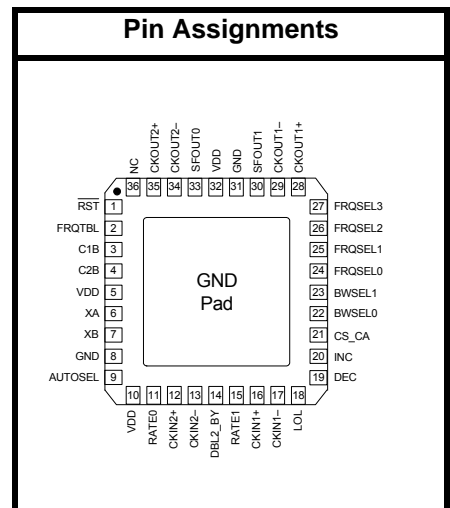 Pin Assignments
NC
CKOUT2+
CKOUT2–
SFOUT0
VDD
GND
SFOUT1
CKOUT1–
CKOUT1+
36 35 34 33 32 31 30 29 28
RST 1
FRQTBL 2
C1B 3
C2B 4
VDD 5
XA 6
XB 7
GND 8
AUTOSEL 9
GND
Pad
27 FRQSEL3
26 FRQSEL2
25 FRQSEL1
24 FRQSEL0
23 BWSEL1
22 BWSEL0
21 CS_CA
20 INC
19 DEC
10 11 12 13 14 15 16 17 18
VDD
RATE0
CKIN2+
CKIN2–
DBL2_BY
RATE1
CKIN1+
CKIN1–
LOL